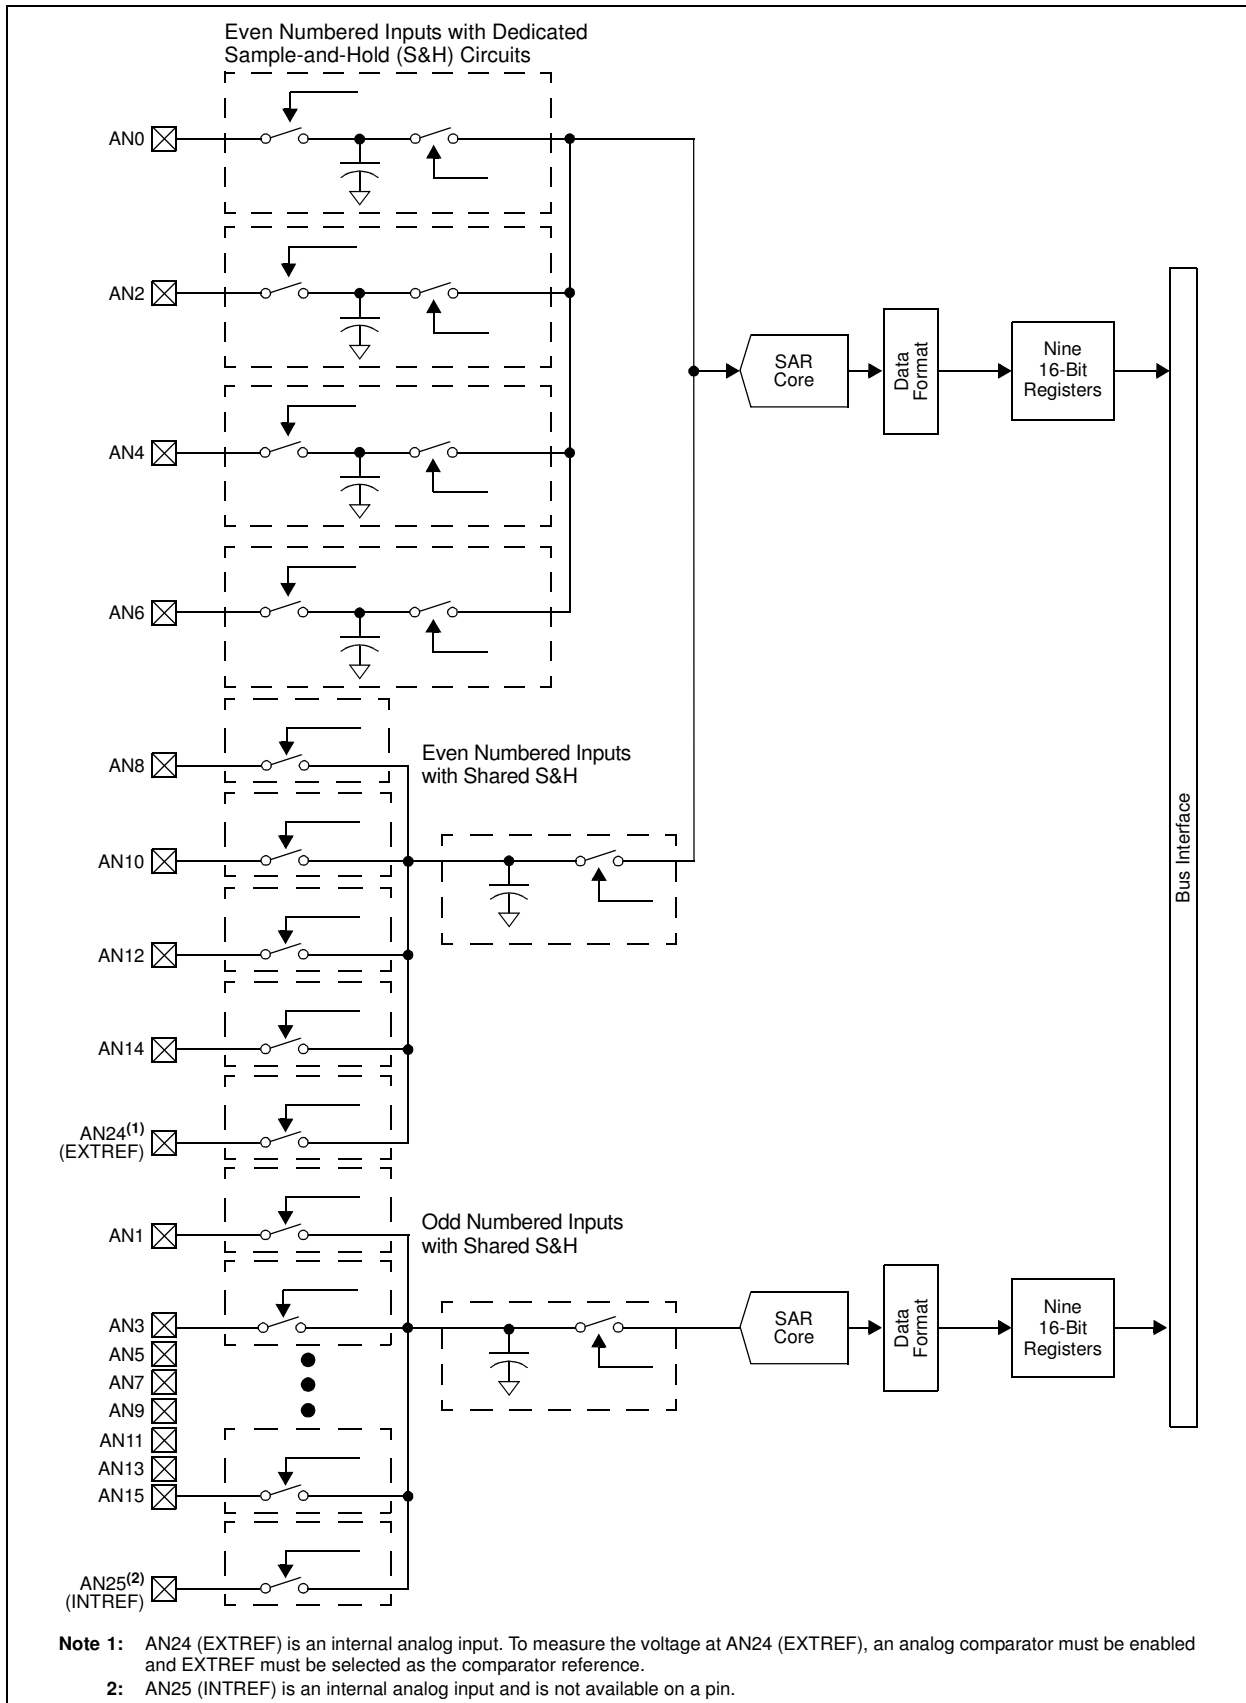 Even Numbered Inputs with Dedicated
Sample-and-Hold (S&H) Circuits
AN0
AN2
AN4
AN6
SAR
Core
Data
Format
Nine
16-Bit
Registers
Bus Interface
AN8
Even Numbered Inputs
with Shared S&H
AN10
AN12
AN14
AN24(1)
(EXTREF)
AN1
Odd Numbered Inputs
with Shared S&H
AN3
AN5
AN7
AN9
AN11
AN13
AN15
SAR
Core
Data
Format
Nine
16-Bit
Registers
AN25(2)
(INTREF)
Note 1: AN24 (EXTREF) is an internal analog input. To measure the voltage at AN24 (EXTREF), an analog comparator must be enabled
and EXTREF must be selected as the comparator reference.
2: AN25 (INTREF) is an internal analog input and is not available on a pin.